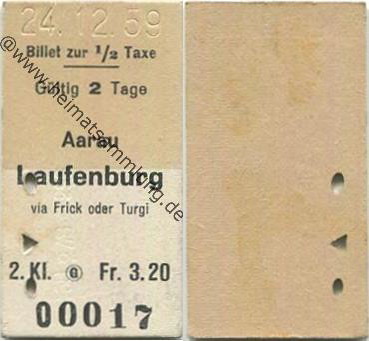 24.12.59
Billet zur 1/2 Taxe
Gültig 2 Tage
Aarau
Laufenburg
via Frick oder Turgi
2. Kl. G Fr. 3.20
00017
@www.heimatsammlung.de